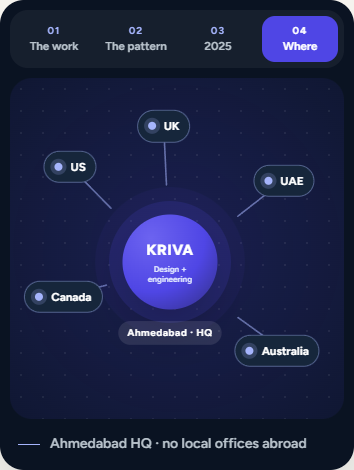 01
The work
02
The pattern
03
2025
04
Where
UK
US
UAE
KRIVA
Design +
engineering
Canada
Ahmedabad · HQ
Australia
Ahmedabad HQ · no local offices abroad